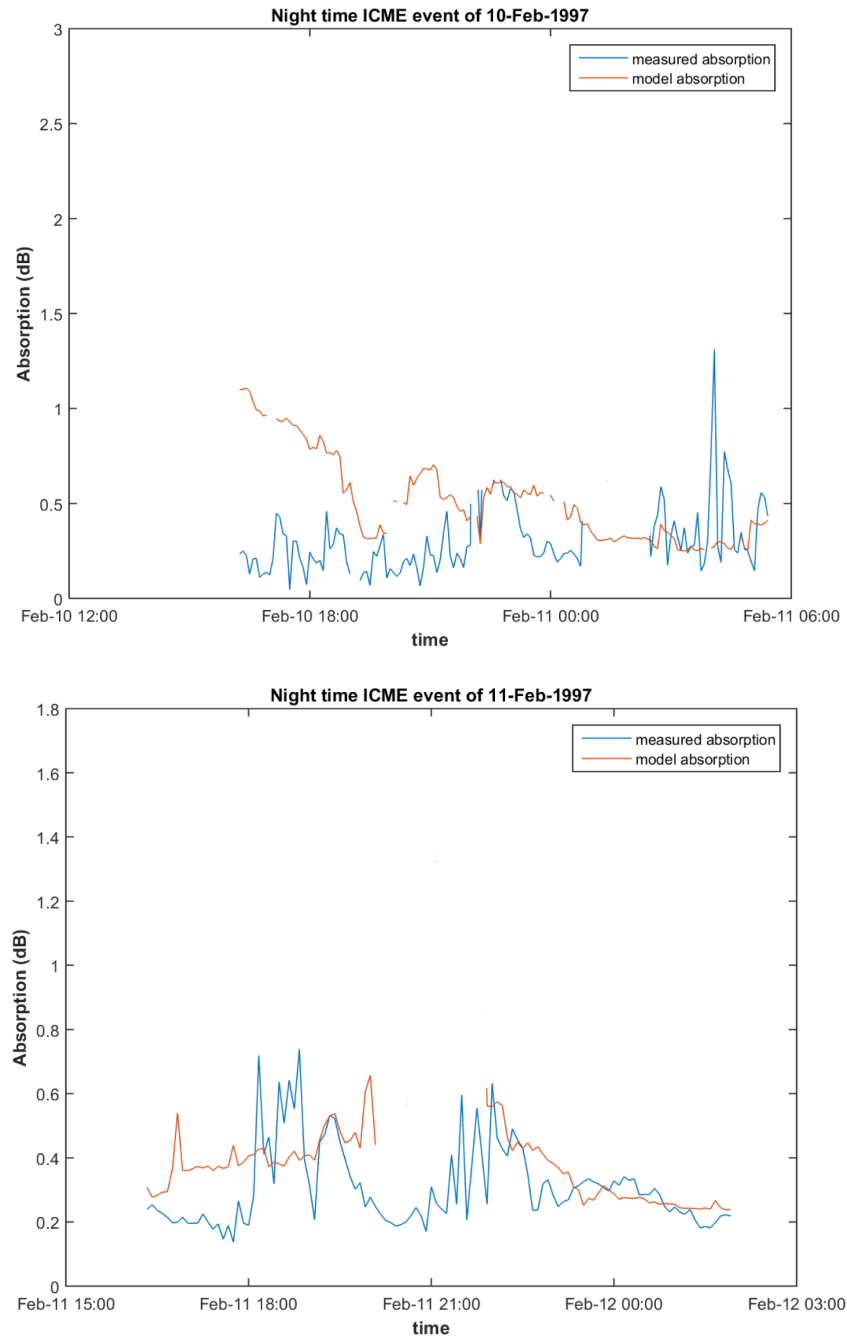 Night time ICME event of 10-Feb-1997
3
measured absorption
model absorption
2.5
2
1.5
Absorption (dB)
1
0.5
0
Feb-10 12:00 Feb-10 18:00 Feb-11 00:00 Feb-11 06:00
time
Night time ICME event of 11-Feb-1997
1.8
measured absorption
model absorption
1.6
1.4
1.2
1
Absorption (dB)
0.8
0.6
0.4
0.2
0
Feb-11 15:00 Feb-11 18:00 Feb-11 21:00 Feb-12 00:00 Feb-12 03:00
time